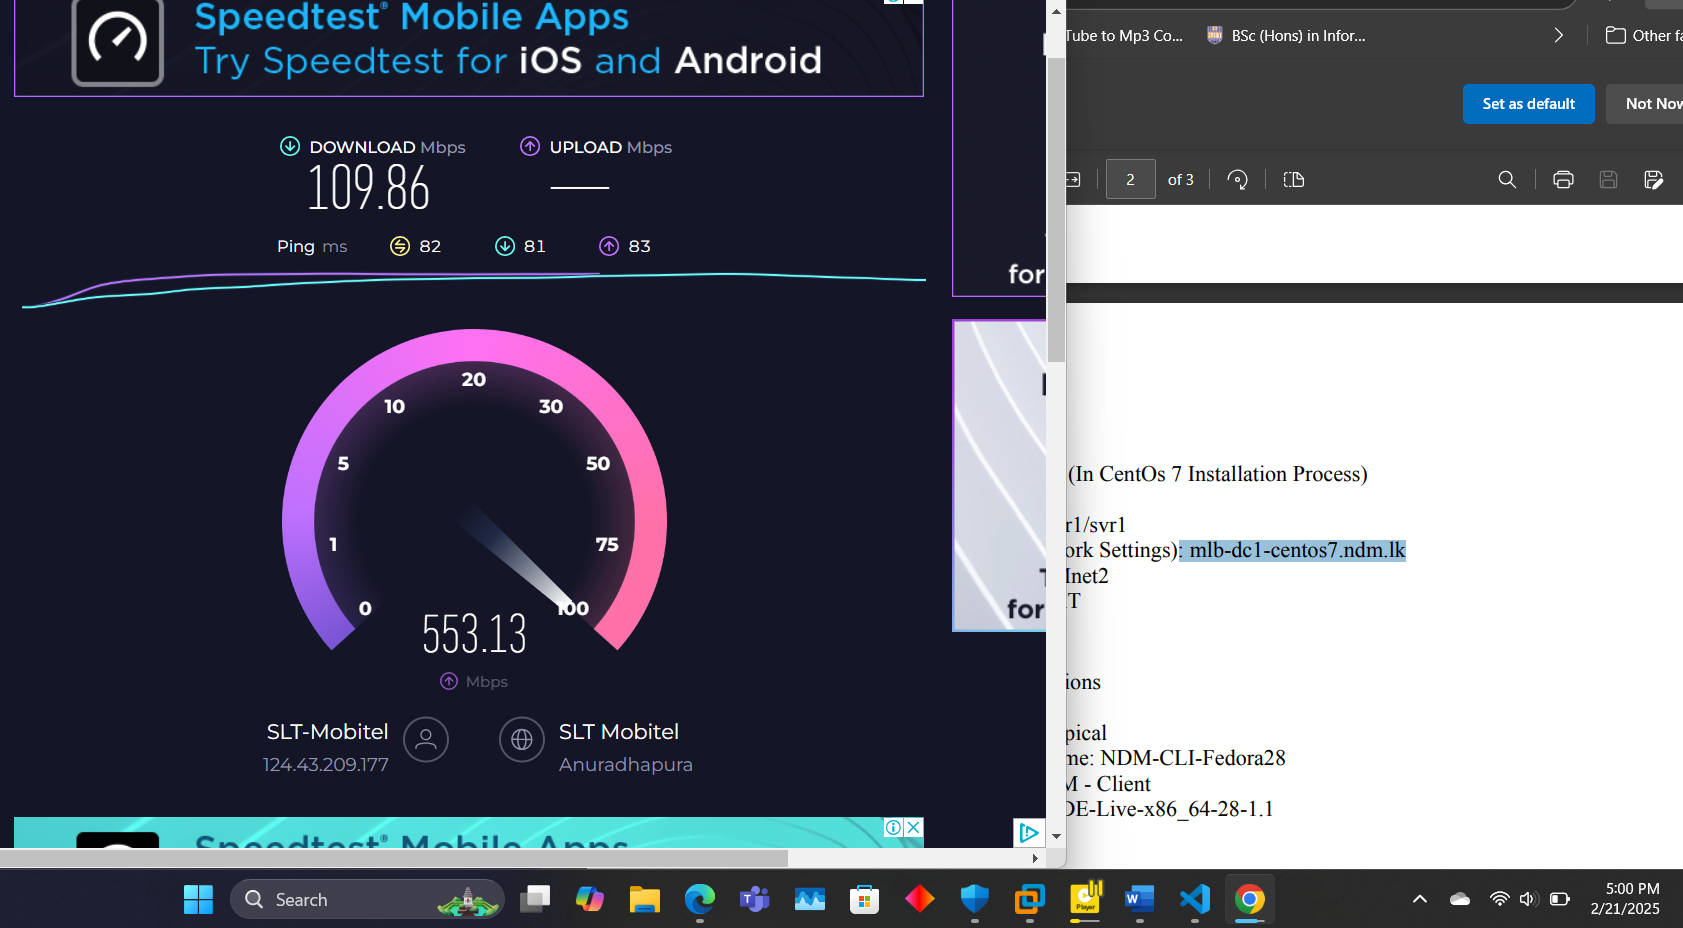 Speedtest® Mobile Apps
Try Speedtest for iOS and Android
DOWNLOAD Mbps
109.86
UPLOAD Mbps
Ping ms 82 81 83
0
1
5
10
20
30
50
75
100
553.13
Mbps
SLT-Mobitel
124.43.209.177
SLT Mobitel
Anuradhapura
Speedtest® Mobile Apps
for
for
Tube to Mp3 Co...
BSc (Hons) in Infor...
Other fa
Set as default
Not Now
2 of 3
(In CentOs 7 Installation Process)
r1/svr1
ork Settings): mlb-dc1-centos7.ndm.lk
net2
T
ions
pical
me: NDM-CLI-Fedora28
M - Client
DE-Live-x86_64-28-1.1
Search
Player
5:00 PM
2/21/2025